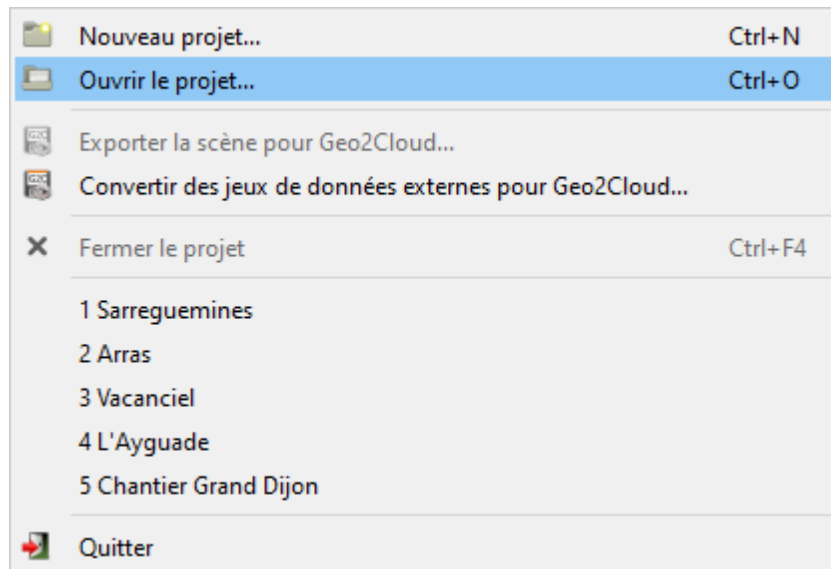 Nouveau projet... Ctrl+N
Ouvrir le projet... Ctrl+O
Exporter la scène pour Geo2Cloud...
Convertir des jeux de données externes pour Geo2Cloud...
Fermer le projet Ctrl+F4
1 Sarreguemines
2 Arras
3 Vacanciel
4 L'Ayguade
5 Chantier Grand Dijon
Quitter